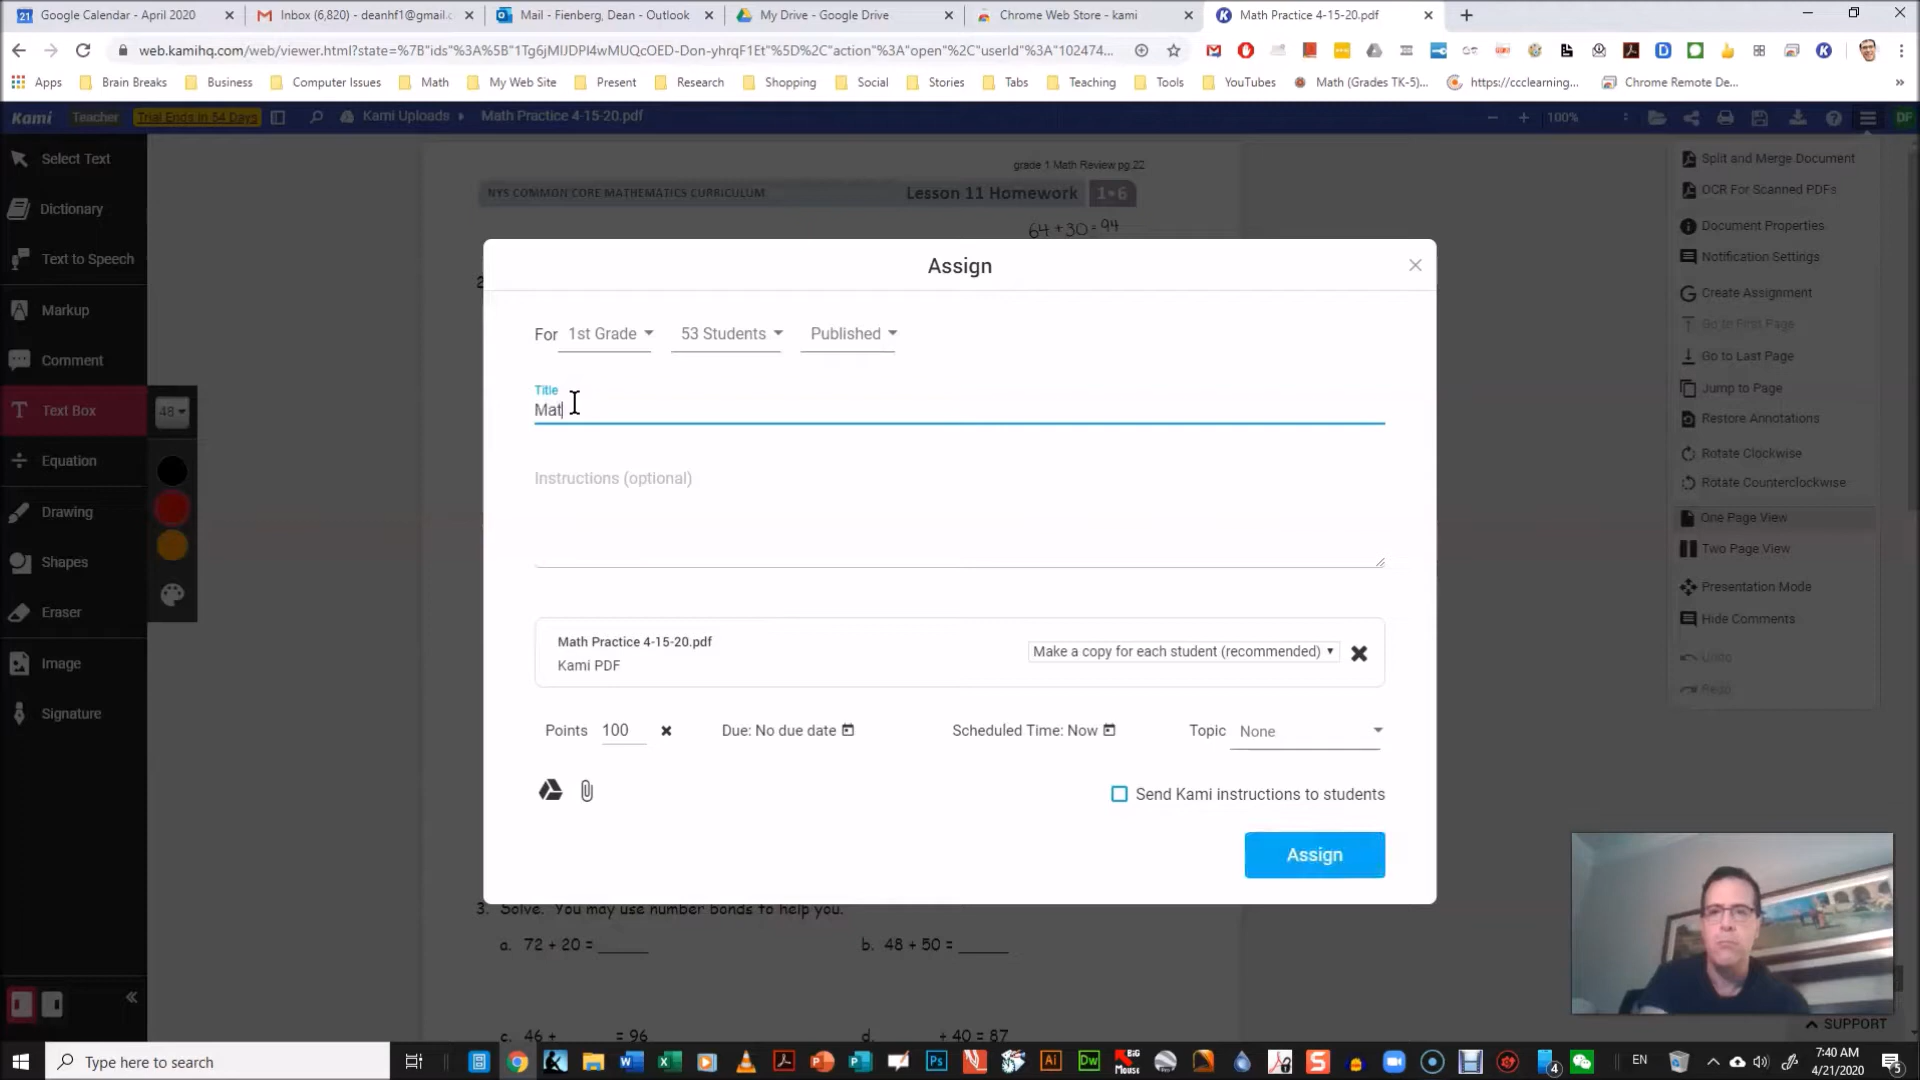 Google Calendar - April 2020
Inbox (6,820) - deanhf1@gmail.c
Mail - Fienberg, Dean - Outlook
My Drive - Google Drive
Chrome Web Store - kami
Math Practice 4-15-20.pdf
web.kamihq.com/web/viewer.html?state=%7B"ids"%3A%5B"1Tg6jMIJDPI4wMUQcOED-Don-yhrqF1Et"%5D%2C"action"%3A"open"%2C"userId"%3A"102474...
Apps
Brain Breaks
Business
Computer Issues
Math
My Web Site
Present
Research
Shopping
Social
Stories
Tabs
Teaching
Tools
YouTubes
Math (Grades TK-5)...
https://ccclearning...
Chrome Remote De...
»
Kami
Teacher
Trial Ends In 54 Days
Kami Uploads
Math Practice 4-15-20.pdf
100%
DF
Select Text
Dictionary
Text to Speech
Markup
Comment
Text Box
48
Equation
Drawing
Shapes
Eraser
Image
Signature
grade 1 Math Review pg.22
NYS COMMON CORE MATHEMATICS CURRICULUM
Lesson 11 Homework
1•6
64 + 30 = 94
2
Assign
For 1st Grade 53 Students Published
Title
Mat
Instructions (optional)
Math Practice 4-15-20.pdf
Kami PDF
Make a copy for each student (recommended)
Points 100
Due: No due date
Scheduled Time: Now
Topic None
Send Kami instructions to students
Assign
3. Solve. You may use number bonds to help you.
a. 72 + 20 = ______
b. 48 + 50 = ______
c. 46 + ______ = 96
d. ______ + 40 = 87
Split and Merge Document
OCR For Scanned PDFs
Document Properties
Notification Settings
Create Assignment
Go to First Page
Go to Last Page
Jump to Page
Restore Annotations
Rotate Clockwise
Rotate Counterclockwise
One Page View
Two Page View
Presentation Mode
Hide Comments
Undo
Redo
SUPPORT
Type here to search
EN
7:40 AM
4/21/2020